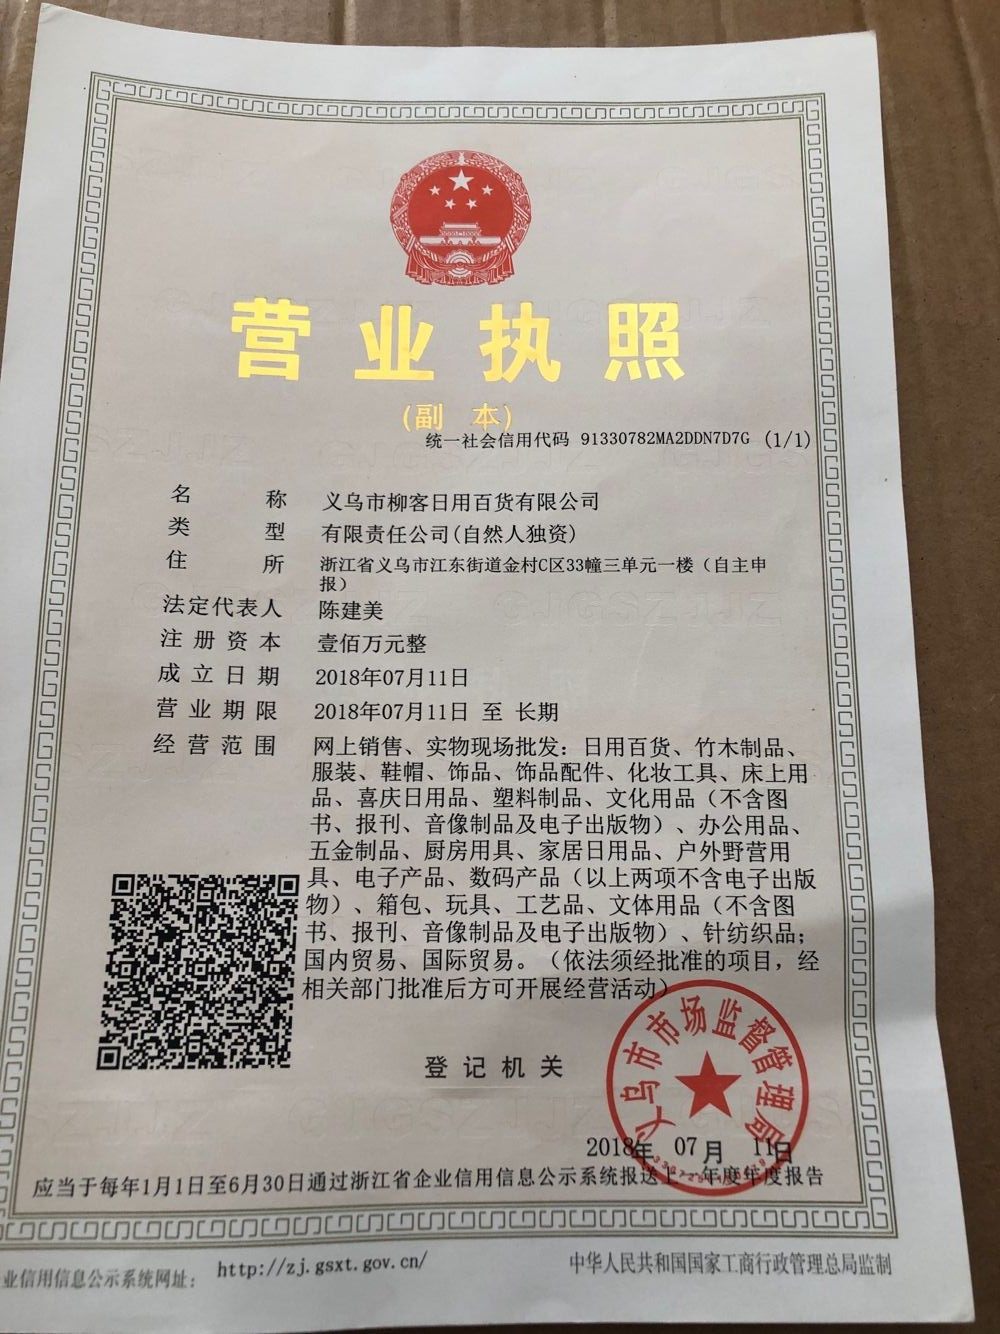 营业执照
(副 本)
统一社会信用代码 91330782MA2DDN7D7G (1/1)
名 称 义乌市柳客日用百货有限公司
类 型 有限责任公司(自然人独资)
住 所 浙江省义乌市江东街道金村C区33幢三单元一楼（自主申
报）
法定代表人 陈建美
注册资本 壹佰万元整
成立日期 2018年07月11日
营业期限 2018年07月11日 至 长期
经营范围 网上销售、实物现场批发：日用百货、竹木制品、
服装、鞋帽、饰品、饰品配件、化妆工具、床上用
品、喜庆日用品、塑料制品、文化用品（不含图
书、报刊、音像制品及电子出版物）、办公用品、
五金制品、厨房用具、家居日用品、户外野营用
具、电子产品、数码产品（以上两项不含电子出版
物）、箱包、玩具、工艺品、文体用品（不含图
书、报刊、音像制品及电子出版物）、针纺织品；
国内贸易、国际贸易。（依法须经批准的项目，经
相关部门批准后方可开展经营活动）
登记机关
义乌市市场监督管理局
2018年 07月 11日
应当于每年1月1日至6月30日通过浙江省企业信用信息公示系统报送上一年度年度报告
业信用信息公示系统网址： http://zj.gsxt.gov.cn/
中华人民共和国国家工商行政管理总局监制